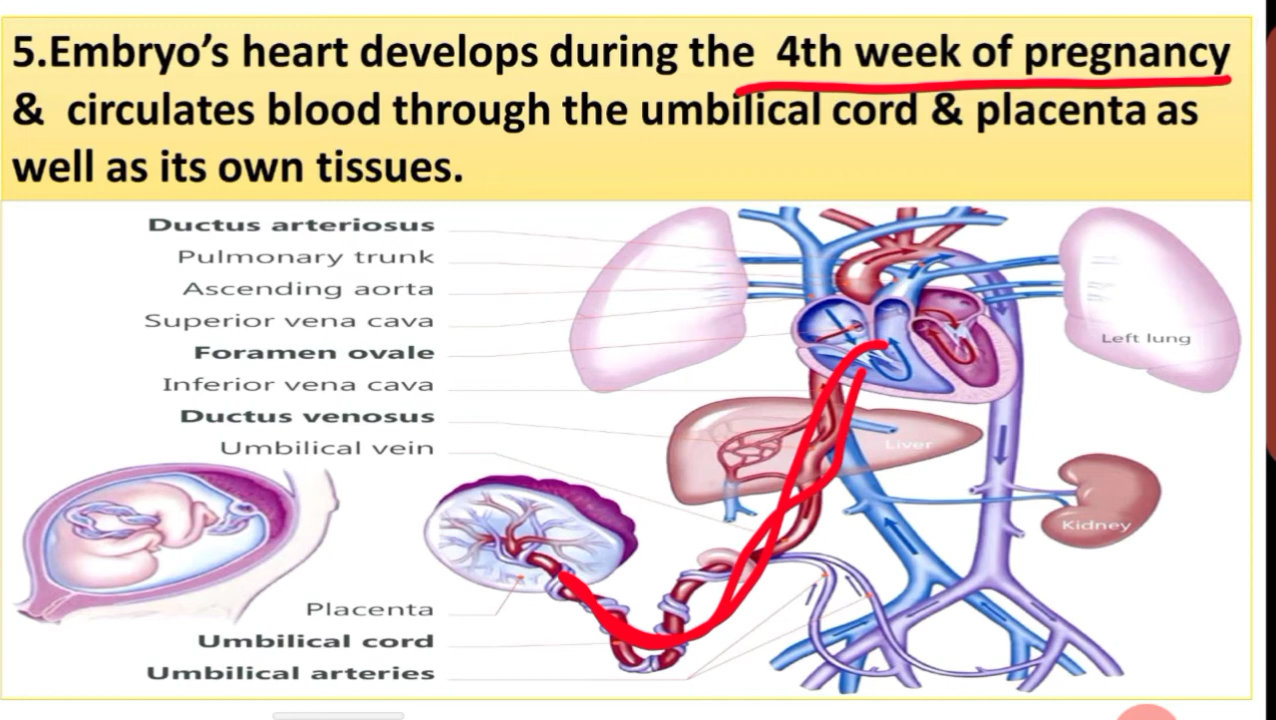 5.Embryo’s heart develops during the  4th week of pregnancy
&  circulates blood through the umbilical cord & placenta as
well as its own tissues.
Ductus arteriosus
Pulmonary trunk
Ascending aorta
Superior vena cava
Foramen ovale
Inferior vena cava
Ductus venosus
Umbilical vein
Left lung
Liver
Kidney
Placenta
Umbilical cord
Umbilical arteries